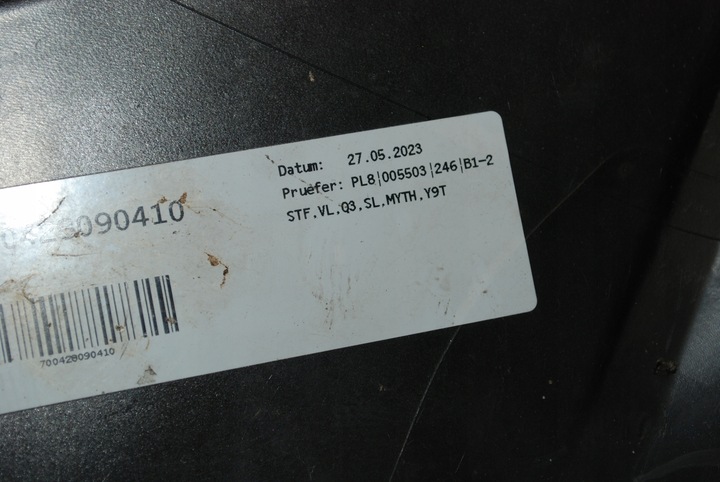 Datum: 27.05.2023
Pruefer: PL8|005503|246|B1-2
STF.VL.Q3.SL.MYTH.Y9T
700428090410